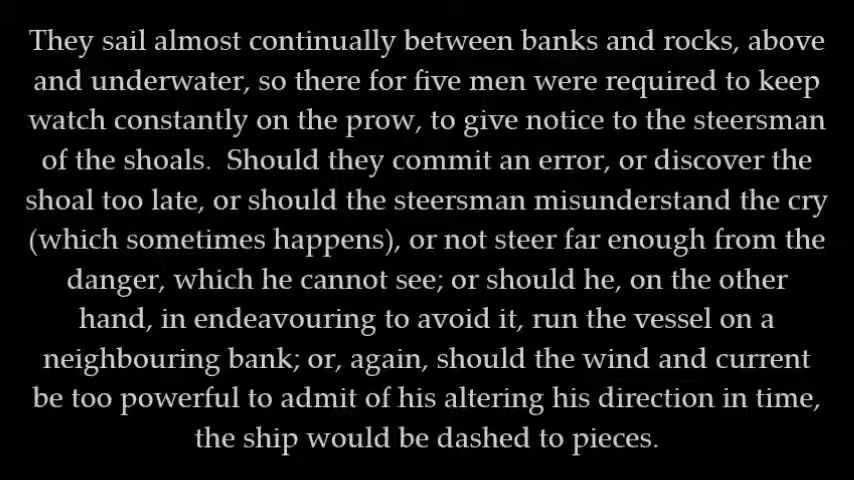 They sail almost continually between banks and rocks, above
and underwater, so there for five men were required to keep
watch constantly on the prow, to give notice to the steersman
of the shoals.  Should they commit an error, or discover the
shoal too late, or should the steersman misunderstand the cry
(which sometimes happens), or not steer far enough from the
danger, which he cannot see; or should he, on the other
hand, in endeavouring to avoid it, run the vessel on a
neighbouring bank; or, again, should the wind and current
be too powerful to admit of his altering his direction in time,
the ship would be dashed to pieces.